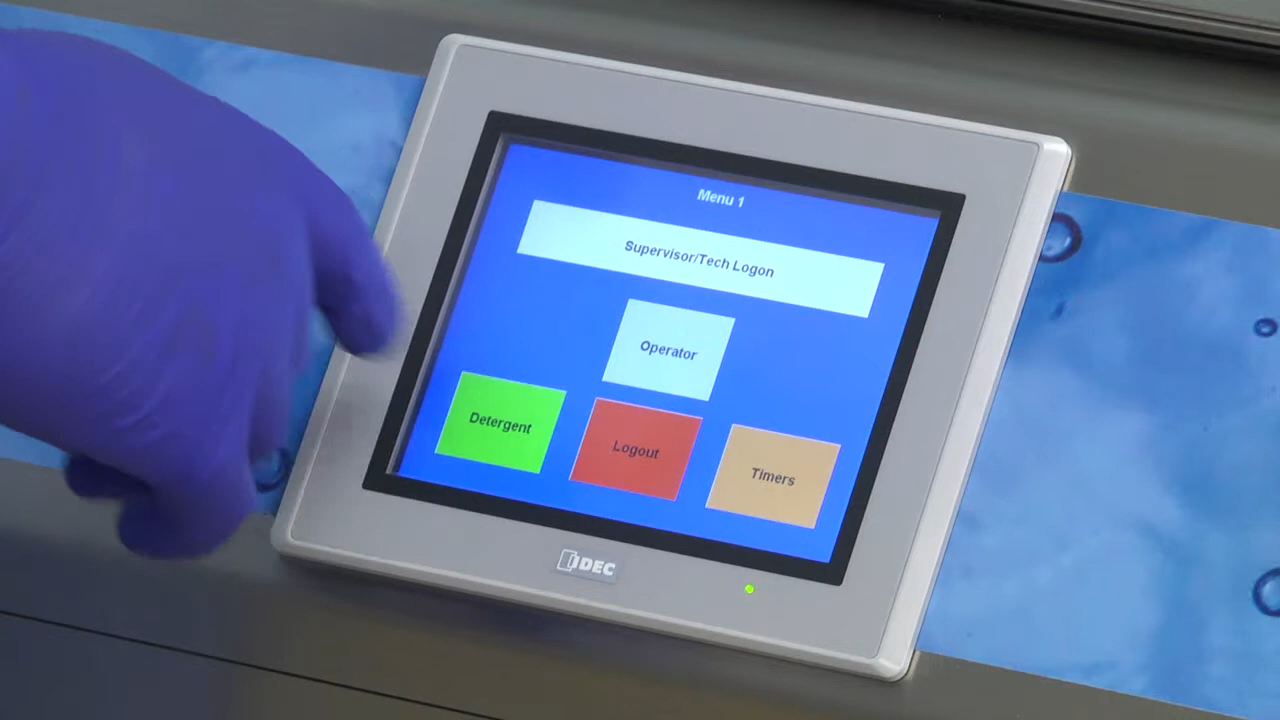 Menu 1
Supervisor/Tech Logon
Operator
Detergent
Logout
Timers
IDEC